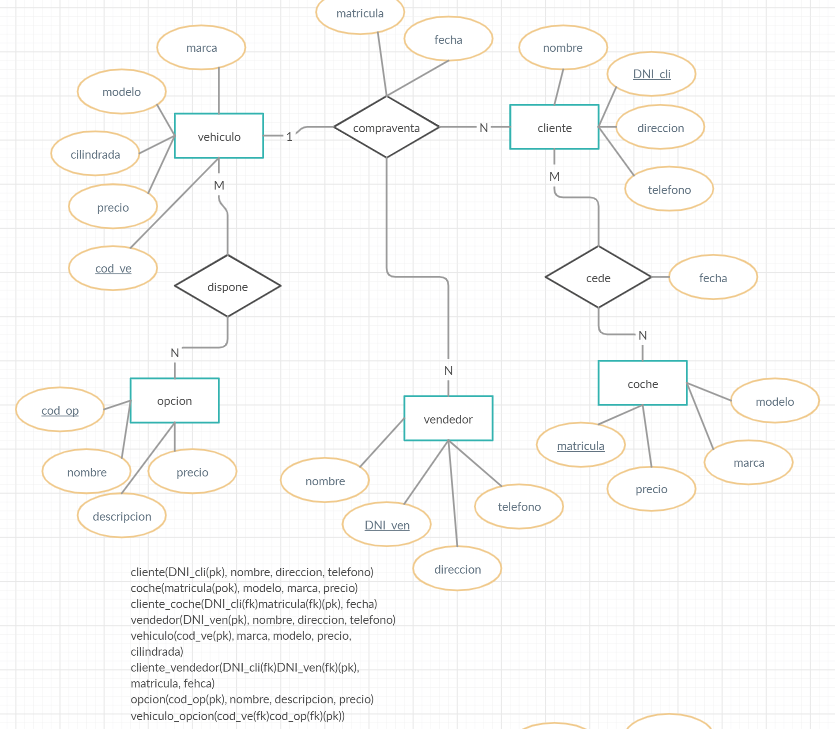 matricula
marca
fecha
nombre
DNI_cli
modelo
vehiculo
1
compraventa
N
cliente
direccion
cilindrada
M
M
telefono
precio
cod_ve
dispone
cede
fecha
N
N
N
opcion
coche
modelo
cod_op
vendedor
matricula
marca
nombre
precio
nombre
precio
descripcion
DNI_ven
telefono
direccion
cliente(DNI_cli(pk), nombre, direccion, telefono)
coche(matricula(pok), modelo, marca, precio)
cliente_coche(DNI_cli(fk)matricula(fk)(pk), fecha)
vendedor(DNI_ven(pk), nombre, direccion, telefono)
vehiculo(cod_ve(pk), marca, modelo, precio,
cilindrada)
cliente_vendedor(DNI_cli(fk)DNI_ven(fk)(pk),
matricula, fehca)
opcion(cod_op(pk), nombre, descripcion, precio)
vehiculo_opcion(cod_ve(fk)cod_op(fk)(pk))